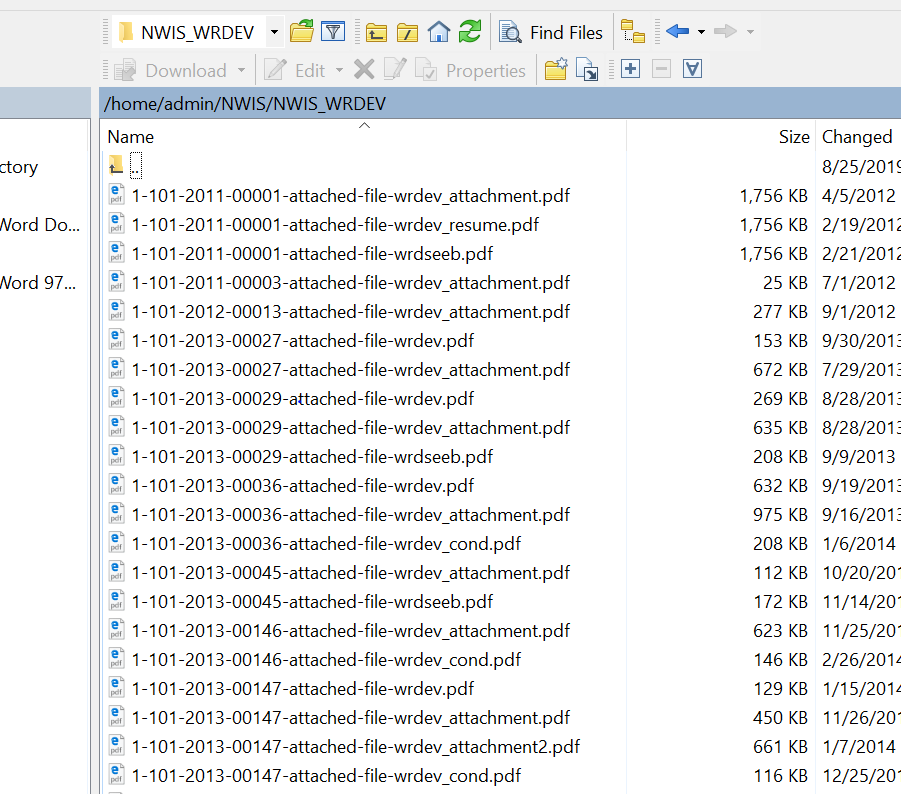 NWIS_WRDEV Find Files
Download Edit Properties
/home/admin/NWIS/NWIS_WRDEV
Name Size Changed
ctory .. 8/25/2019
1-101-2011-00001-attached-file-wrdev_attachment.pdf 1,756 KB 4/5/2012
Word Do... 1-101-2011-00001-attached-file-wrdev_resume.pdf 1,756 KB 2/19/2012
1-101-2011-00001-attached-file-wrdseeb.pdf 1,756 KB 2/21/2012
Word 97... 1-101-2011-00003-attached-file-wrdev_attachment.pdf 25 KB 7/1/2012
1-101-2012-00013-attached-file-wrdev_attachment.pdf 277 KB 9/1/2012
1-101-2013-00027-attached-file-wrdev.pdf 153 KB 9/30/2013
1-101-2013-00027-attached-file-wrdev_attachment.pdf 672 KB 7/29/2013
1-101-2013-00029-attached-file-wrdev.pdf 269 KB 8/28/2013
1-101-2013-00029-attached-file-wrdev_attachment.pdf 635 KB 8/28/2013
1-101-2013-00029-attached-file-wrdseeb.pdf 208 KB 9/9/2013
1-101-2013-00036-attached-file-wrdev.pdf 632 KB 9/19/2013
1-101-2013-00036-attached-file-wrdev_attachment.pdf 975 KB 9/16/2013
1-101-2013-00036-attached-file-wrdev_cond.pdf 208 KB 1/6/2014
1-101-2013-00045-attached-file-wrdev_attachment.pdf 112 KB 10/20/201
1-101-2013-00045-attached-file-wrdseeb.pdf 172 KB 11/14/201
1-101-2013-00146-attached-file-wrdev_attachment.pdf 623 KB 11/25/201
1-101-2013-00146-attached-file-wrdev_cond.pdf 146 KB 2/26/2014
1-101-2013-00147-attached-file-wrdev.pdf 129 KB 1/15/2014
1-101-2013-00147-attached-file-wrdev_attachment.pdf 450 KB 11/26/201
1-101-2013-00147-attached-file-wrdev_attachment2.pdf 661 KB 1/7/2014
1-101-2013-00147-attached-file-wrdev_cond.pdf 116 KB 12/25/201